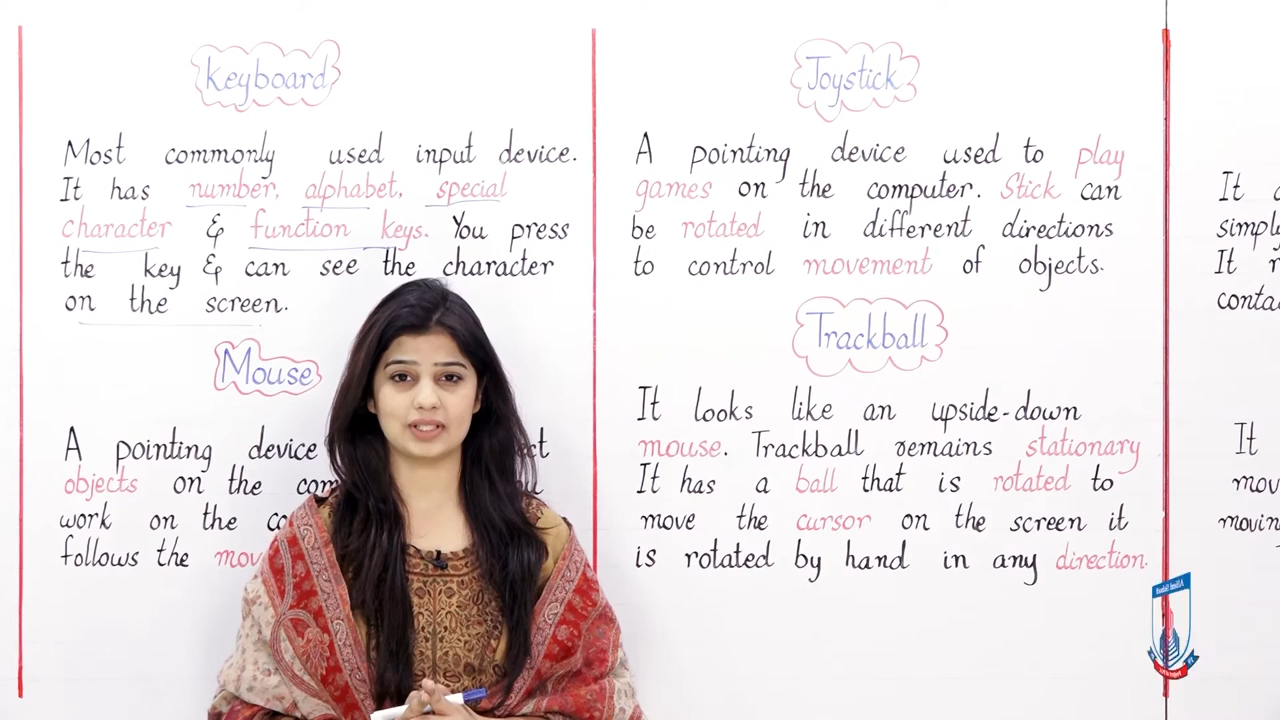 Keyboard
Most commonly used input device.
It has number, alphabet, special
character & function keys. You press
the key & can see the character
on the screen.
Mouse
A pointing device
objects on the
work on the
follows the
Joystick
A pointing device used to play
games on the computer. Stick can
be rotated in different directions
to control movement of objects.
Trackball
It looks like an upside-down
mouse. Trackball remains stationary
It has a ball that is rotated to
move the cursor on the screen it
is rotated by hand in any direction.
It
simply
It
It